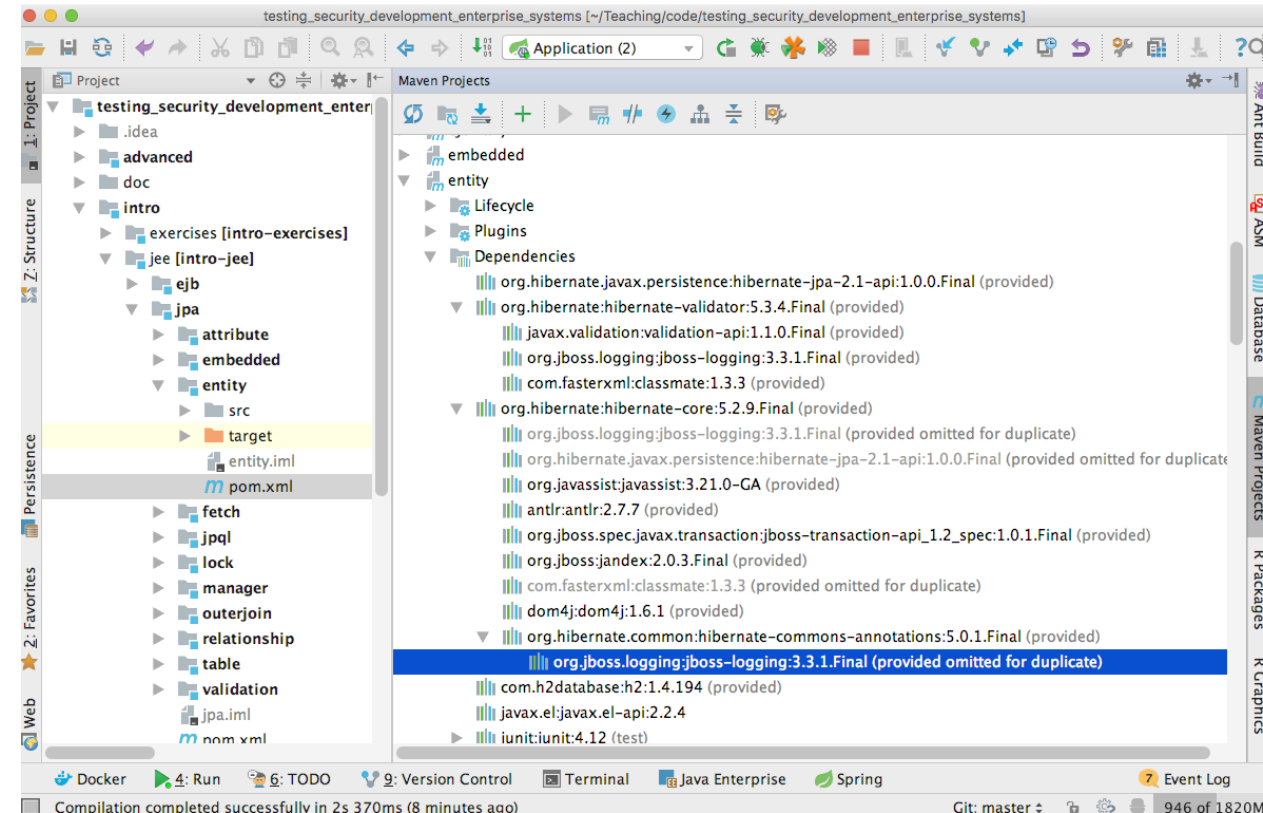 testing_security_development_enterprise_systems [~/Teaching/code/testing_security_development_enterprise_systems]
Application (2)
Project
Maven Projects
1: Project
Z: Structure
Persistence
2: Favorites
Web
testing_security_development_enter
.idea
advanced
doc
intro
exercises [intro-exercises]
jee [intro-jee]
ejb
jpa
attribute
embedded
entity
src
target
entity.iml
pom.xml
fetch
jpql
lock
manager
outerjoin
relationship
table
validation
jpa.iml
pom.xml
embedded
entity
Lifecycle
Plugins
Dependencies
org.hibernate.javax.persistence:hibernate-jpa-2.1-api:1.0.0.Final (provided)
org.hibernate:hibernate-validator:5.3.4.Final (provided)
javax.validation:validation-api:1.1.0.Final (provided)
org.jboss.logging:jboss-logging:3.3.1.Final (provided)
com.fasterxml:classmate:1.3.3 (provided)
org.hibernate:hibernate-core:5.2.9.Final (provided)
org.jboss.logging:jboss-logging:3.3.1.Final (provided omitted for duplicate)
org.hibernate.javax.persistence:hibernate-jpa-2.1-api:1.0.0.Final (provided omitted for duplicate
org.javassist:javassist:3.21.0-GA (provided)
antlr:antlr:2.7.7 (provided)
org.jboss.spec.javax.transaction:jboss-transaction-api_1.2_spec:1.0.1.Final (provided)
org.jboss:jandex:2.0.3.Final (provided)
com.fasterxml:classmate:1.3.3 (provided omitted for duplicate)
dom4j:dom4j:1.6.1 (provided)
org.hibernate.common:hibernate-commons-annotations:5.0.1.Final (provided)
org.jboss.logging:jboss-logging:3.3.1.Final (provided omitted for duplicate)
com.h2database:h2:1.4.194 (provided)
javax.el:javax.el-api:2.2.4
junit:junit:4.12 (test)
Ant Build
ASM
Database
Maven Projects
R Packages
R Graphics
Docker 4: Run 6: TODO 9: Version Control Terminal Java Enterprise Spring 7 Event Log
Compilation completed successfully in 2s 370ms (8 minutes ago) Git: master 946 of 1820M